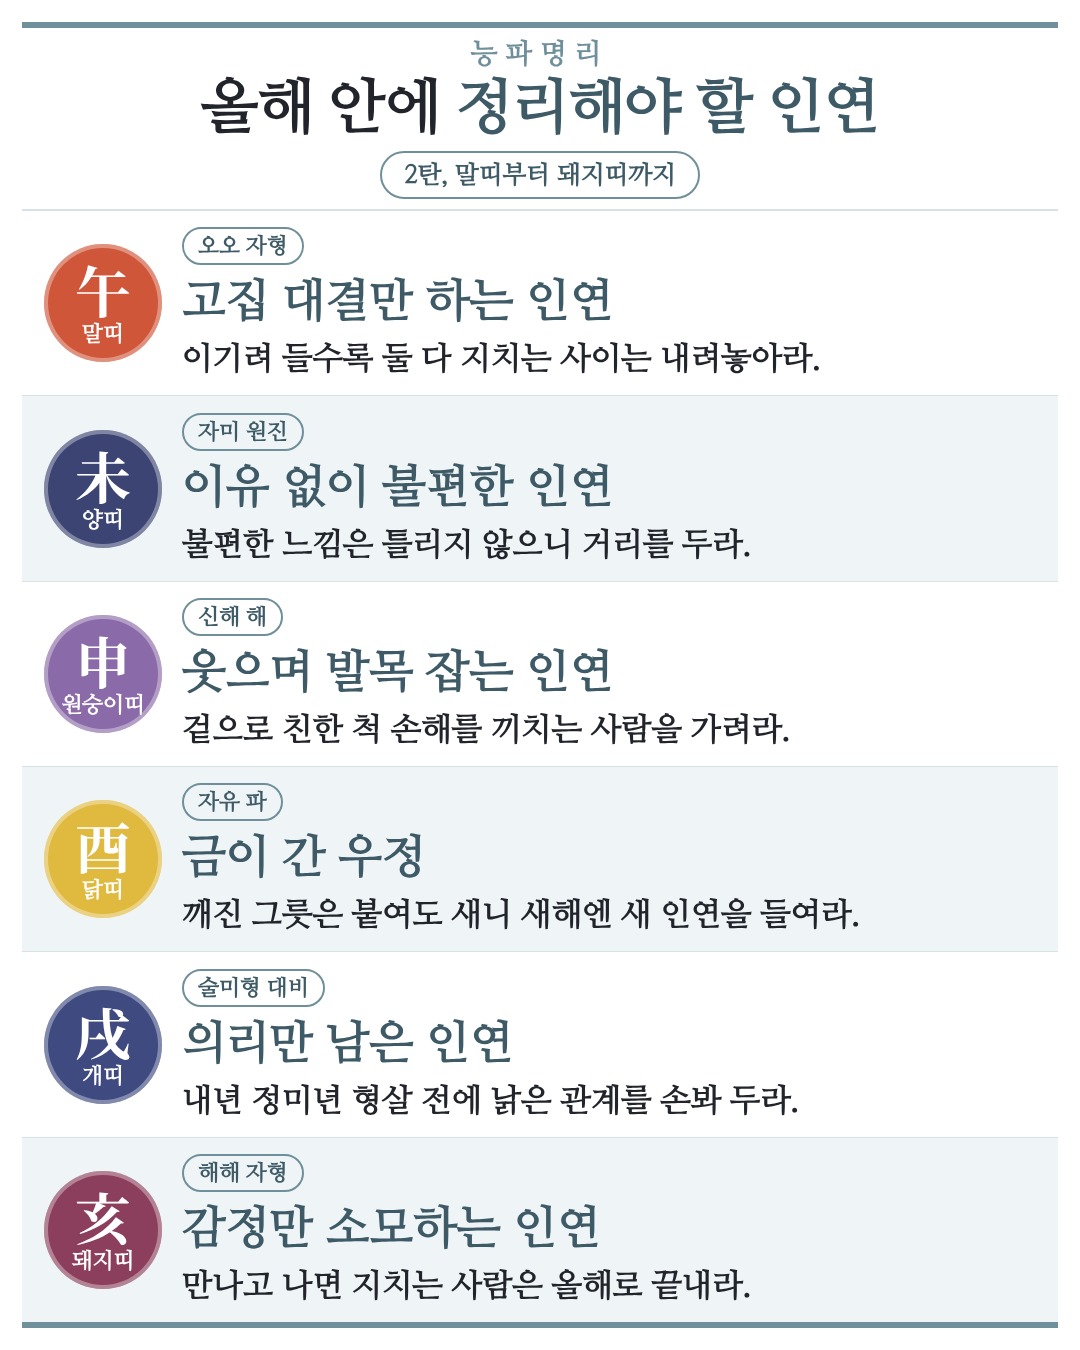 능파명리
올해 안에 정리해야 할 인연
2탄, 말띠부터 돼지띠까지
午
말띠
오오 자형
고집 대결만 하는 인연
이기려 들수록 둘 다 지치는 사이는 내려놓아라.
未
양띠
자미 원진
이유 없이 불편한 인연
불편한 느낌은 틀리지 않으니 거리를 두라.
申
원숭이띠
신해 해
웃으며 발목 잡는 인연
겉으로 친한 척 손해를 끼치는 사람을 가려라.
酉
닭띠
자유 파
금이 간 우정
깨진 그릇은 붙여도 새니 새해엔 새 인연을 들여라.
戌
개띠
술미형 대비
의리만 남은 인연
내년 정미년 형살 전에 낡은 관계를 손봐 두라.
亥
돼지띠
해해 자형
감정만 소모하는 인연
만나고 나면 지치는 사람은 올해로 끝내라.